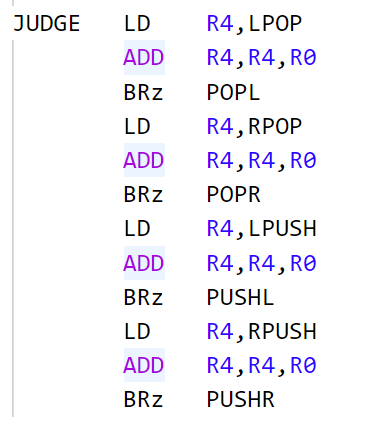 JUDGE LD R4,LPOP
ADD R4,R4,R0
BRz POPL
LD R4,RPOP
ADD R4,R4,R0
BRz POPR
LD R4,LPUSH
ADD R4,R4,R0
BRz PUSHL
LD R4,RPUSH
ADD R4,R4,R0
BRz PUSHR